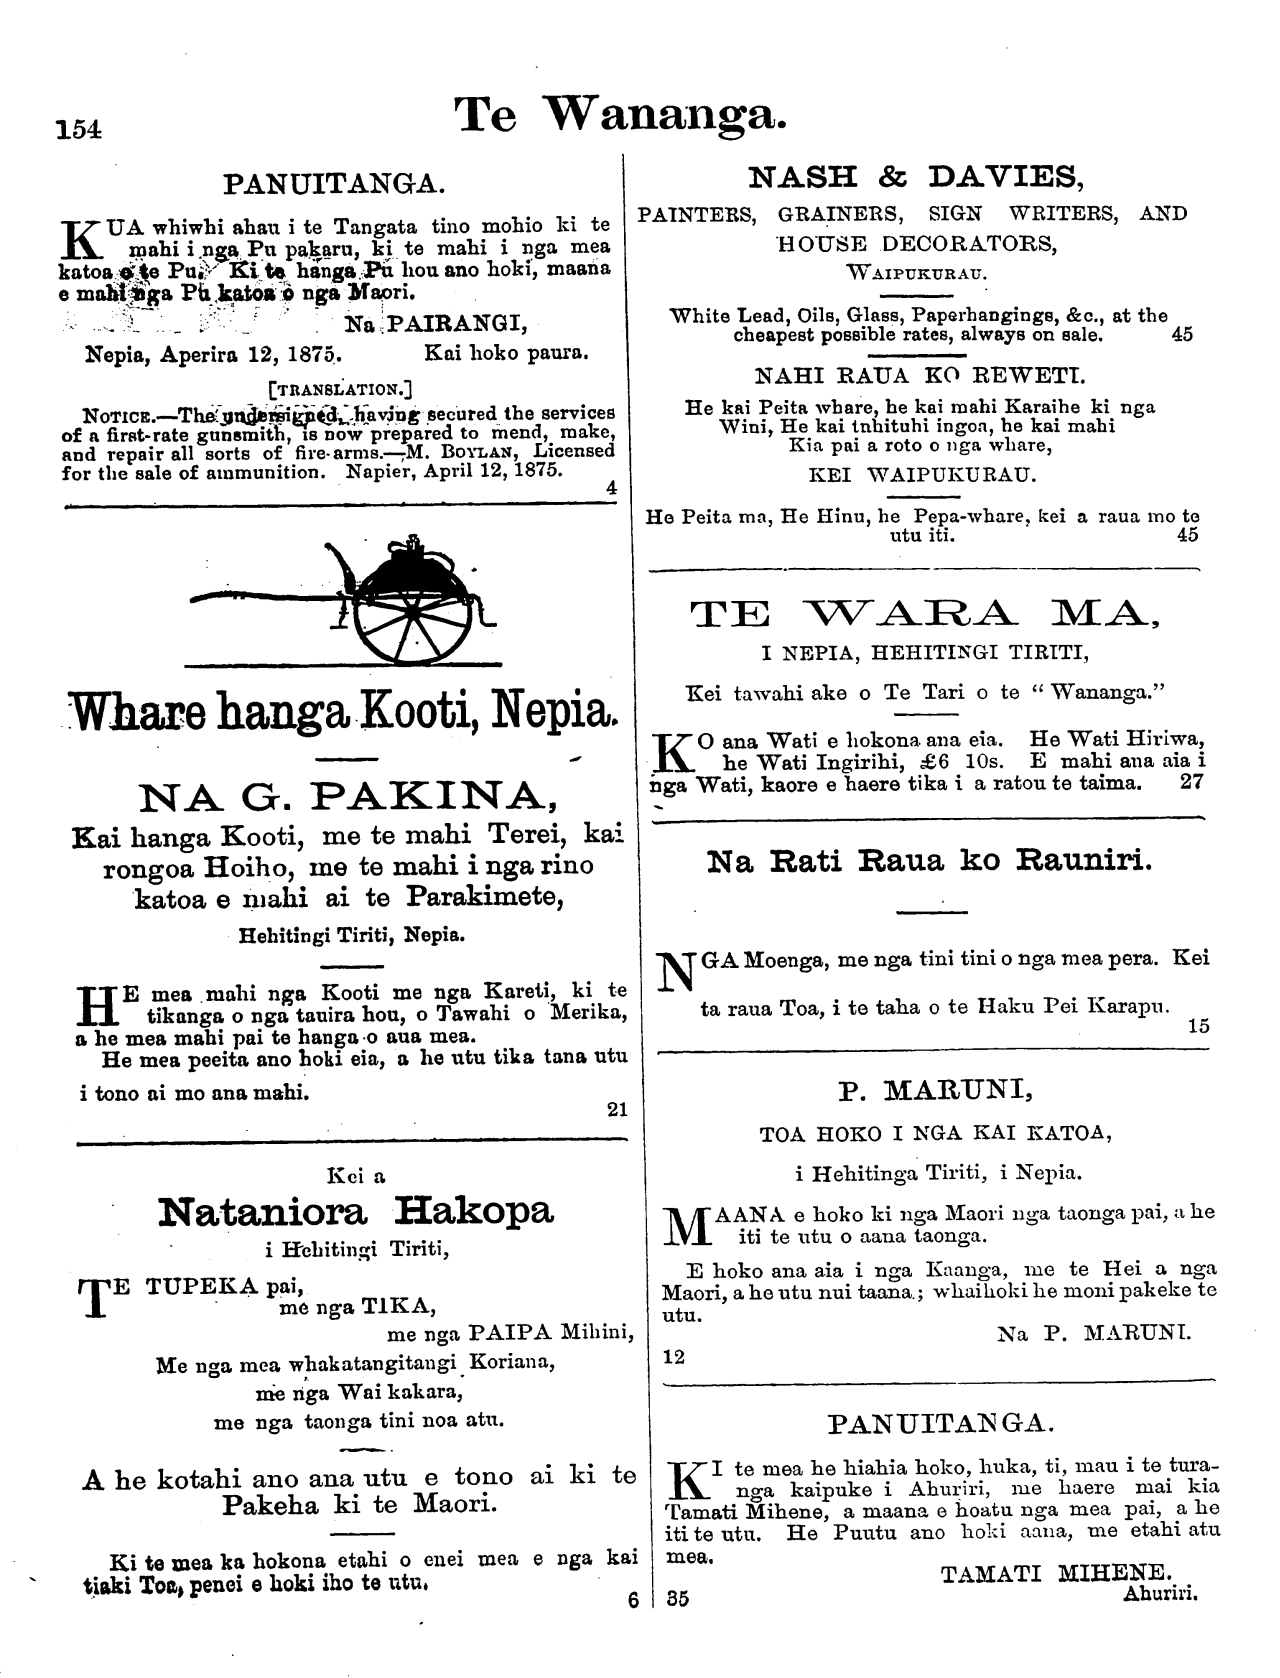 154
Te Wananga.
PANUITANGA.
KUA whiwhi ahau i te Tangata tino mohio ki te
mahi i nga Pu pakaru, ki te mahi i nga mea
katoa o te Pu. Ki te hanga Pu hou ano hoki, maana
e mahi nga Pu katoa o nga Maori.
Na PAIRANGI,
Nepia, Aperira 12, 1875. Kai hoko paura.
[TRANSLATION.]
NOTICE.—The undersigned, having secured the services
of a first-rate gunsmith, is now prepared to mend, make,
and repair all sorts of fire-arms.—M. BOYLAN, Licensed
for the sale of ammunition. Napier, April 12, 1875.
4
Whare hanga Kooti, Nepia.
NA G. PAKINA,
Kai hanga Kooti, me te mahi Terei, kai
rongoa Hoiho, me te mahi i nga rino
katoa e mahi ai te Parakimete,
Hehitingi Tiriti, Nepia.
HE mea mahi nga Kooti me nga Kareti, ki te
tikanga o nga tauira hou, o Tawahi o Merika,
a he mea mahi pai te hanga o aua mea.
He mea peeita ano hoki eia, a he utu tika tana utu
i tono ai mo ana mahi.
21
Kei a
Nataniora Hakopa
i Hehitingi Tiriti,
TE TUPEKA pai,
me nga TIKA,
me nga PAIPA Mihini,
Me nga mea whakatangitangi Koriana,
me nga Wai kakara,
me nga taonga tini noa atu.
A he kotahi ano ana utu e tono ai ki te
Pakeha ki te Maori.
Ki te mea ka hokona etahi o enei mea e nga kai
tiaki Toa, penei e hoki iho te utu.
6
NASH & DAVIES,
PAINTERS, GRAINERS, SIGN WRITERS, AND
HOUSE DECORATORS,
WAIPUKURAU.
White Lead, Oils, Glass, Paperhangings, &c., at the
cheapest possible rates, always on sale. 45
NAHI RAUA KO REWETI.
He kai Peita whare, he kai mahi Karaihe ki nga
Wini, He kai tuhituhi ingoa, he kai mahi
Kia pai a roto o nga whare,
KEI WAIPUKURAU.
He Peita ma, He Hinu, he Pepa-whare, kei a raua mo te
utu iti. 45
TE WARA MA,
I NEPIA, HEHITINGI TIRITI,
Kei tawahi ake o Te Tari o te “ Wananga.”
KO ana Wati e hokona ana eia. He Wati Hiriwa,
he Wati Ingirihi, £6 10s. E mahi ana aia i
nga Wati, kaore e haere tika i a ratou te taima. 27
Na Rati Raua ko Rauniri.
NGA Moenga, me nga tini tini o nga mea pera. Kei
ta raua Toa, i te taha o te Haku Pei Karapu.
15
P. MARUNI,
TOA HOKO I NGA KAI KATOA,
i Hehitinga Tiriti, i Nepia.
MAANA e hoko ki nga Maori nga taonga pai, a he
iti te utu o aana taonga.
E hoko ana aia i nga Kaanga, me te Hei a nga
Maori, a he utu nui taana ; whaihoki he moni pakeke te
utu.
Na P. MARUNI.
12
PANUITANGA.
KI te mea he hiahia hoko, huka, ti, mau i te tura-
nga kaipuke i Ahuriri, me haere mai kia
Tamati Mihene, a maana e hoatu nga mea pai, a he
iti te utu. He Puutu ano hoki aana, me etahi atu
mea.
TAMATI MIHENE.
Ahuriri.
35